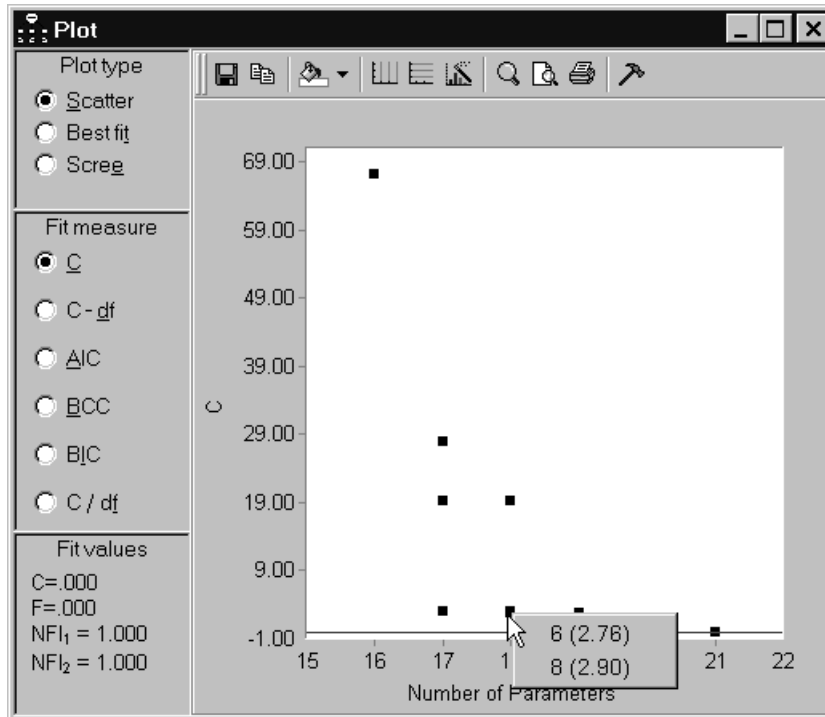 Plot
Plot type
Scatter
Best fit
Scree
Fit measure
C
C - df
AIC
BCC
BIC
C / df
Fit values
C=.000
F=.000
NFI₁ = 1.000
NFI₂ = 1.000
69.00
59.00
49.00
39.00
29.00
19.00
9.00
-1.00
C
15 16 17 1 21 22
6 (2.76)
8 (2.90)
Number of Parameters